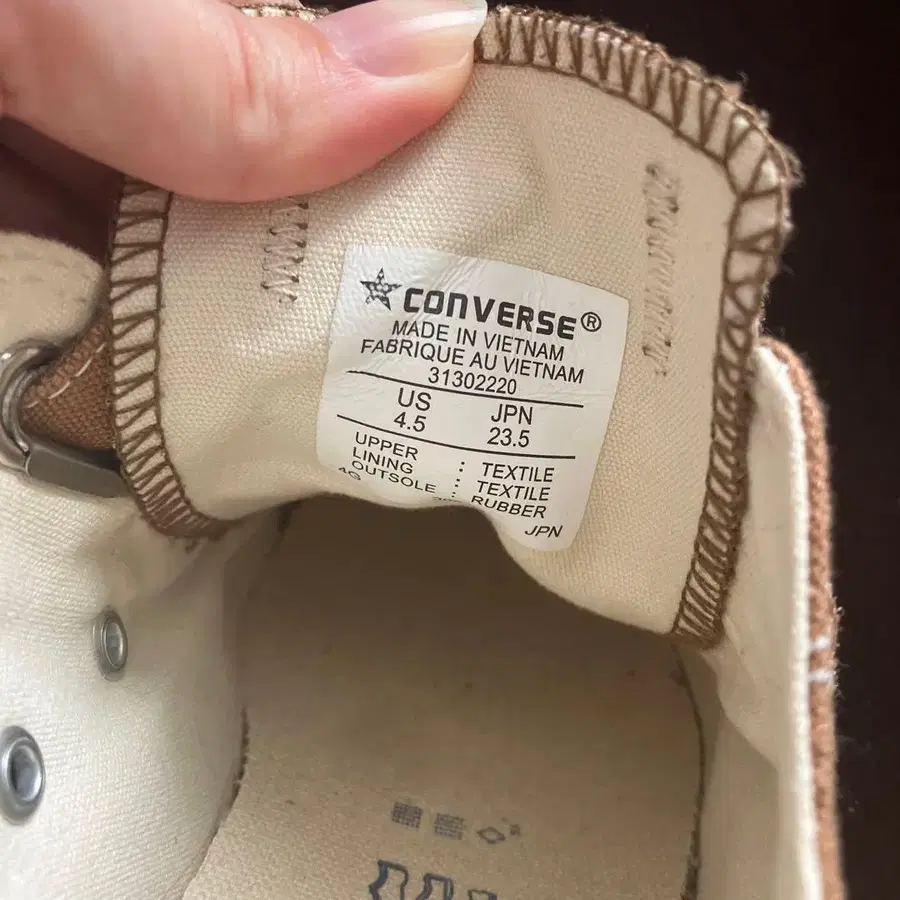 CONVERSE®
MADE IN VIETNAM
FABRIQUE AU VIETNAM
31302220
US JPN
4.5 23.5
UPPER : TEXTILE
LINING : TEXTILE
OUTSOLE : RUBBER
4G
JPN